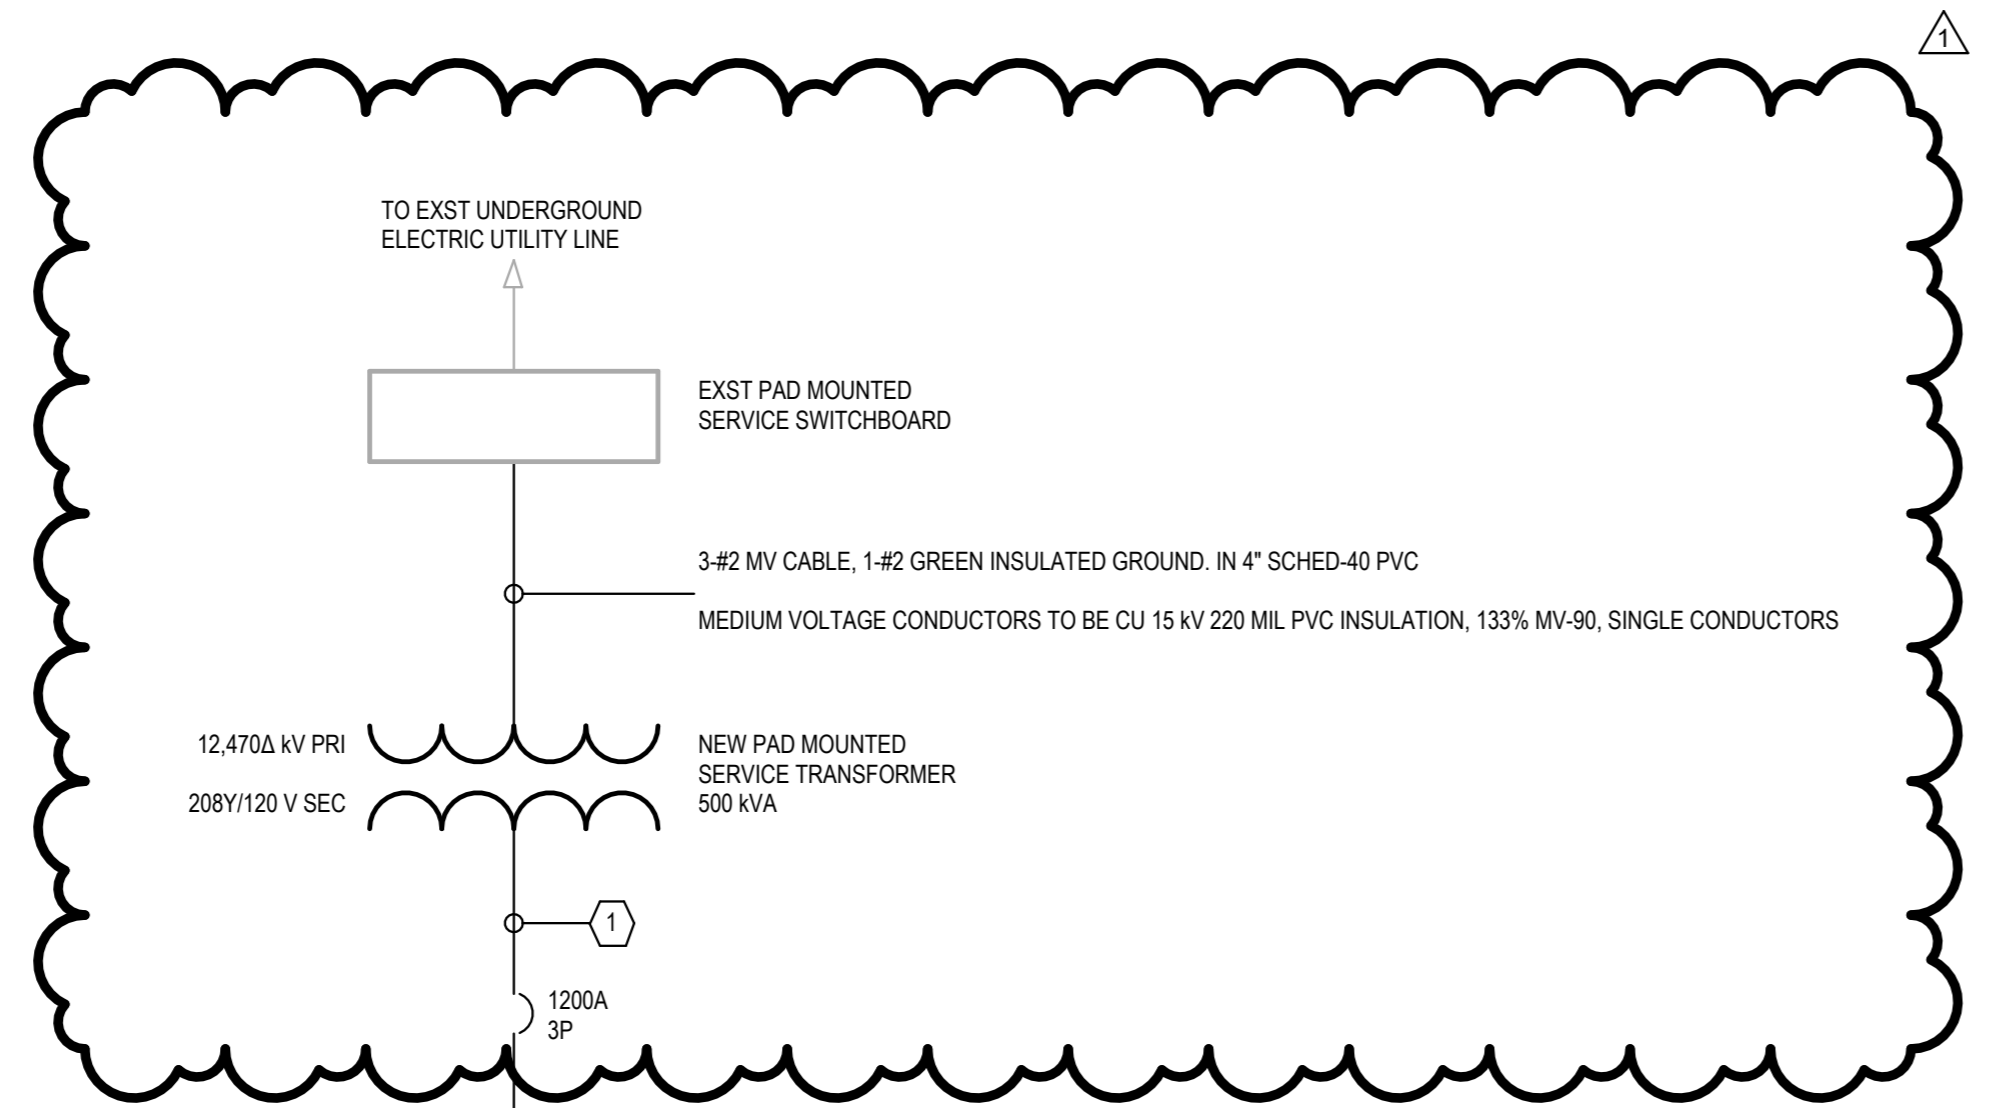 1
TO EXST UNDERGROUND
ELECTRIC UTILITY LINE
EXST PAD MOUNTED
SERVICE SWITCHBOARD
3-#2 MV CABLE, 1-#2 GREEN INSULATED GROUND. IN 4" SCHED-40 PVC
MEDIUM VOLTAGE CONDUCTORS TO BE CU 15 kV 220 MIL PVC INSULATION, 133% MV-90, SINGLE CONDUCTORS
12,470Δ kV PRI
208Y/120 V SEC
NEW PAD MOUNTED
SERVICE TRANSFORMER
500 kVA
1
1200A
3P